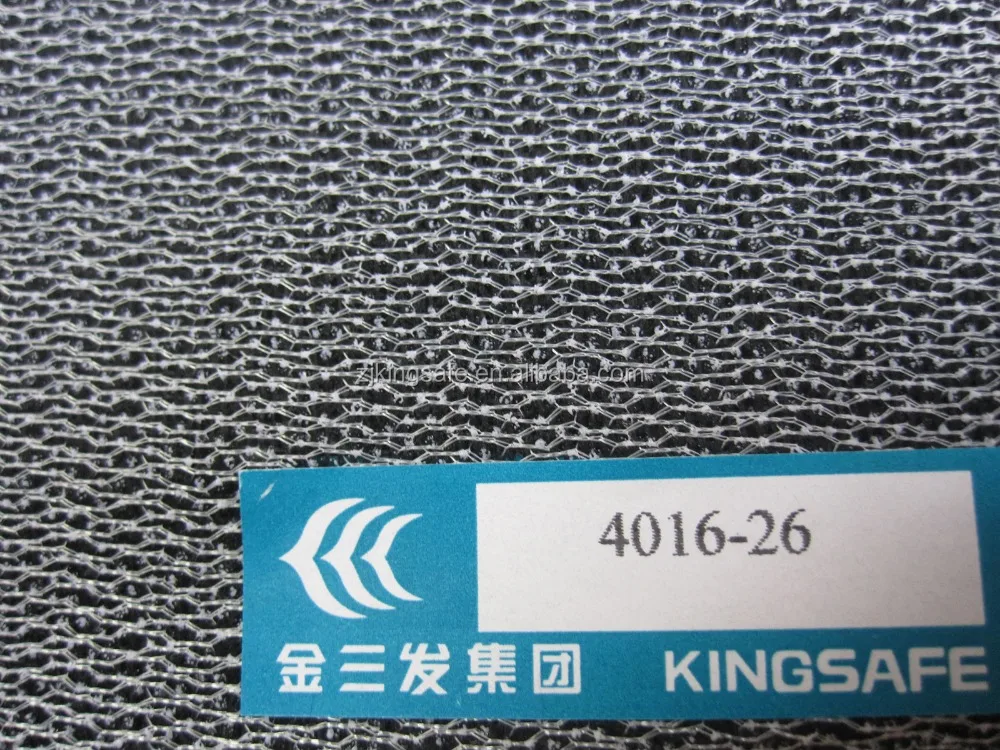 zjkingsafe.en.alibaba.com
4016-26
金三发集团 KINGSAFE